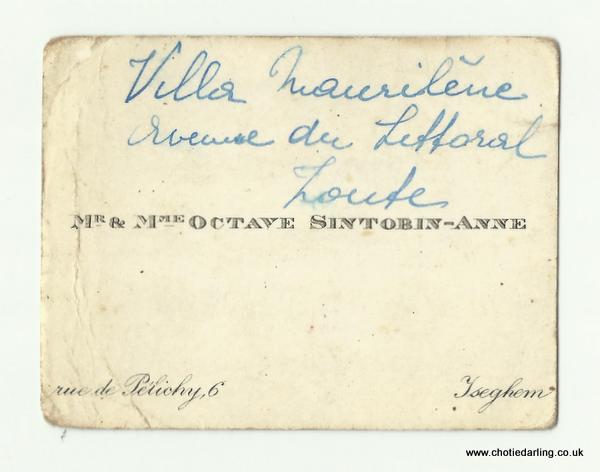 Villa Maurilène
Avenue du Littoral
Zoute
MR & MME OCTAVE SINTOBIN-ANNE
rue de Pélichy, 6
Iseghem
www.chotiedarling.co.uk